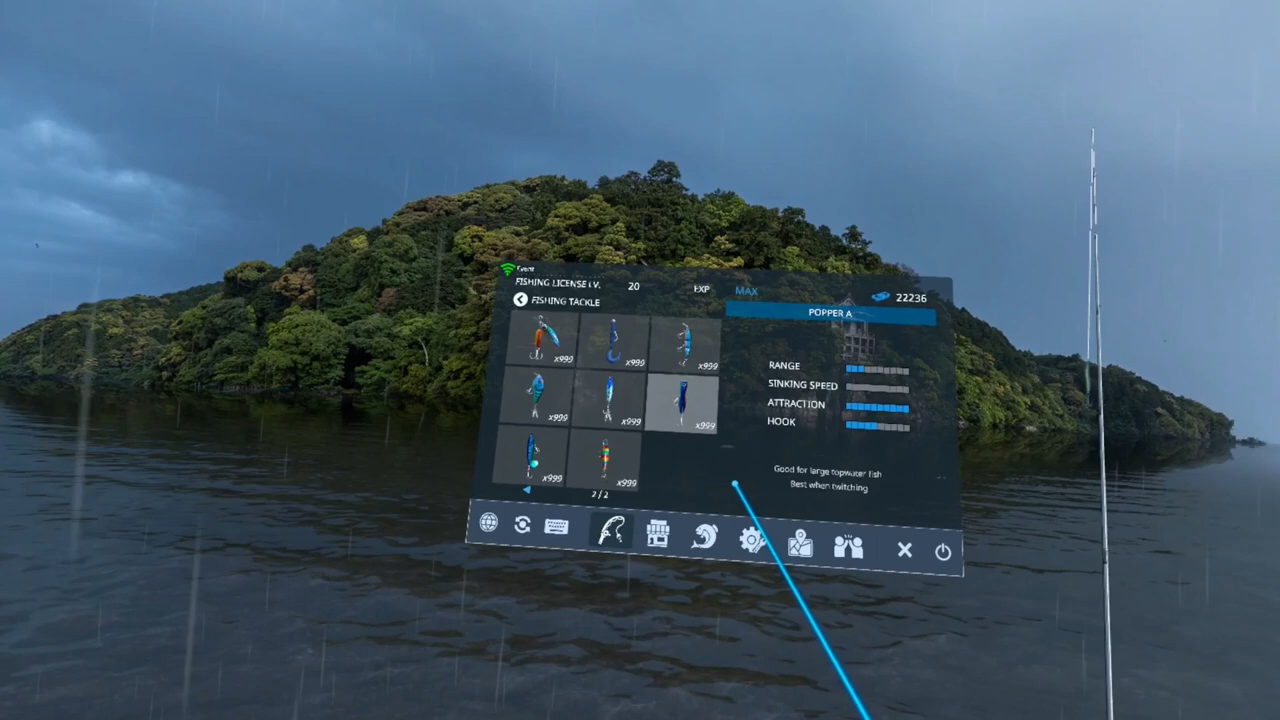 Event
FISHING LICENSE LV. 20 EXP MAX 22236
FISHING TACKLE
POPPER A
x999 x999 x999
x999 x999 x999
x999 x999
2 / 2
RANGE
SINKING SPEED
ATTRACTION
HOOK
Good for large topwater fish
Best when twitching